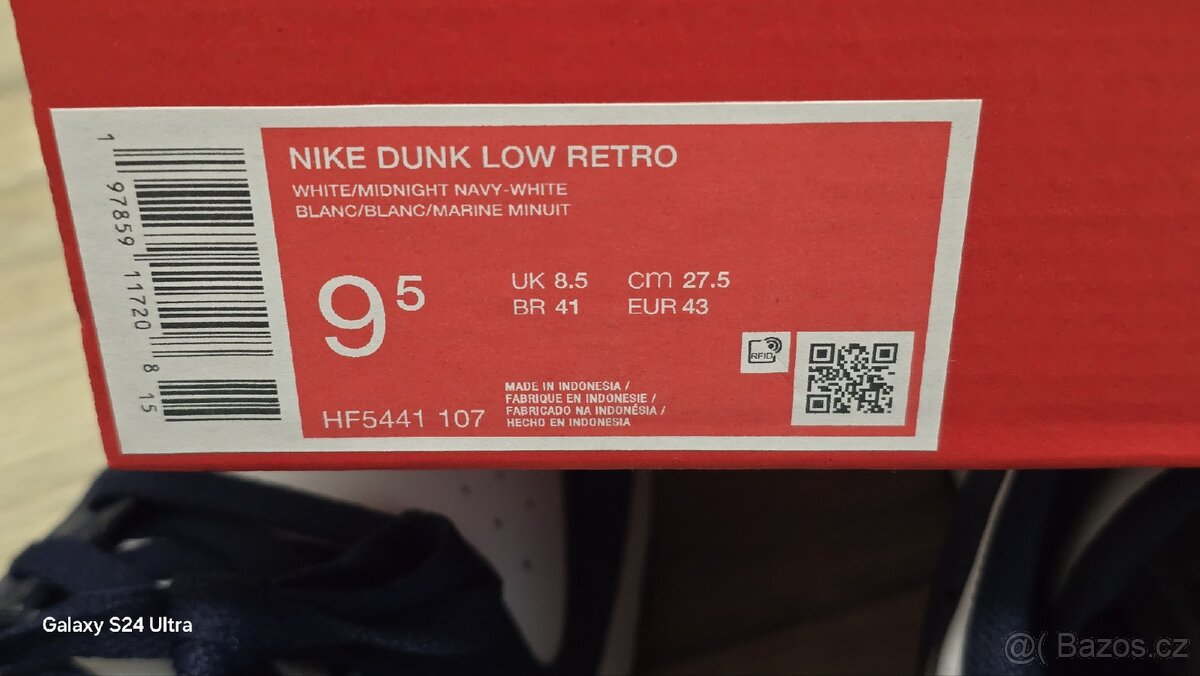 1 97859 11720 8 15
NIKE DUNK LOW RETRO
WHITE/MIDNIGHT NAVY-WHITE
BLANC/BLANC/MARINE MINUIT
9⁵
UK 8.5 cm 27.5
BR 41 EUR 43
RFID
HF5441 107
MADE IN INDONESIA /
FABRIQUE EN INDONESIE /
FABRICADO NA INDONÉSIA /
HECHO EN INDONESIA
Galaxy S24 Ultra
@( Bazos.cz